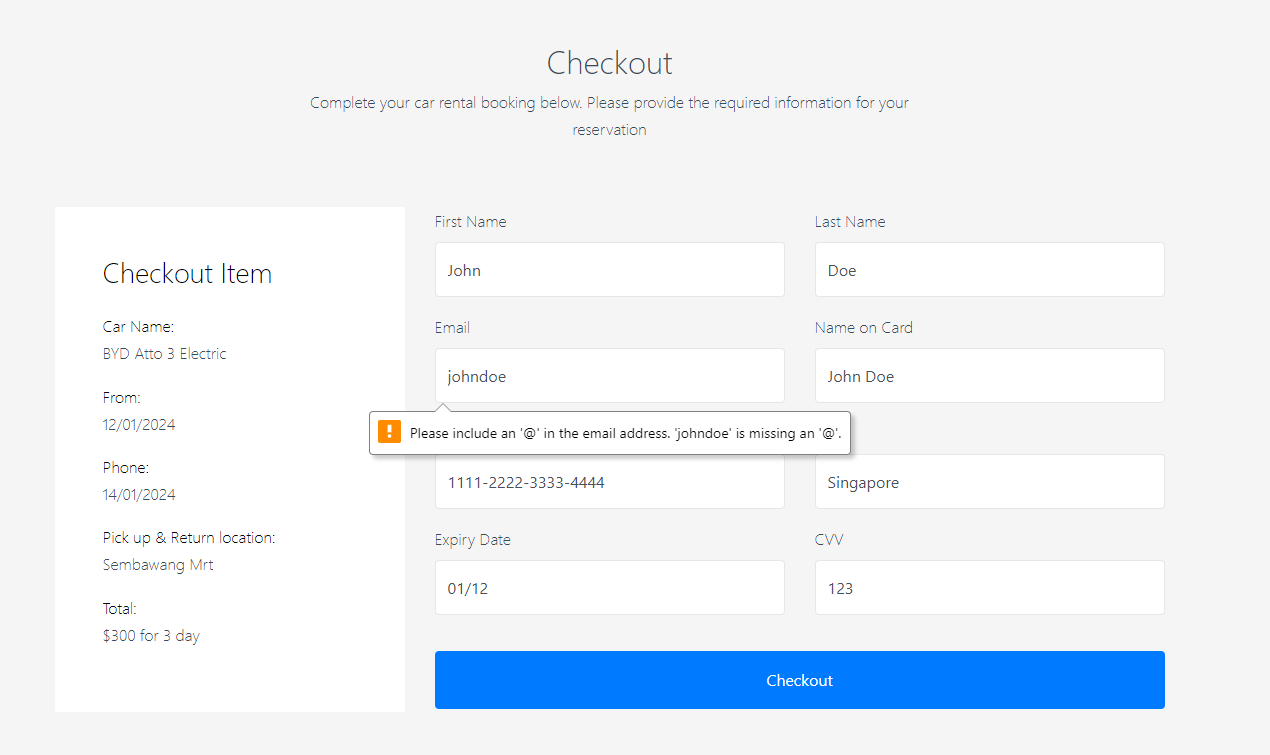 Checkout
Complete your car rental booking below. Please provide the required information for your
reservation
Checkout Item
Car Name:
BYD Atto 3 Electric
From:
12/01/2024
Phone:
14/01/2024
Pick up & Return location:
Sembawang Mrt
Total:
$300 for 3 day
First Name
Last Name
John
Doe
Email
Name on Card
johndoe
John Doe
Please include an '@' in the email address. 'johndoe' is missing an '@'.
1111-2222-3333-4444
Singapore
Expiry Date
CVV
01/12
123
Checkout